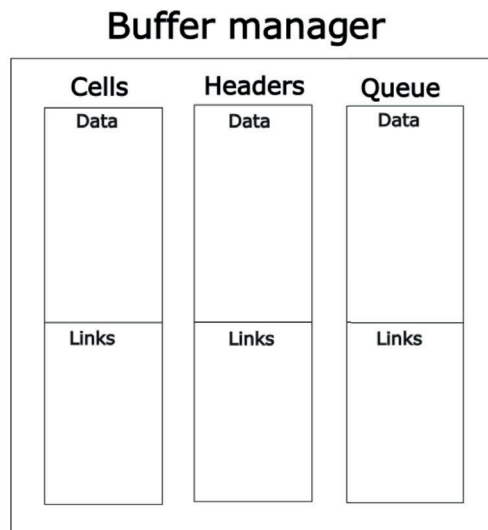 Buffer manager
Cells Headers Queue
Data Data Data
Links Links Links